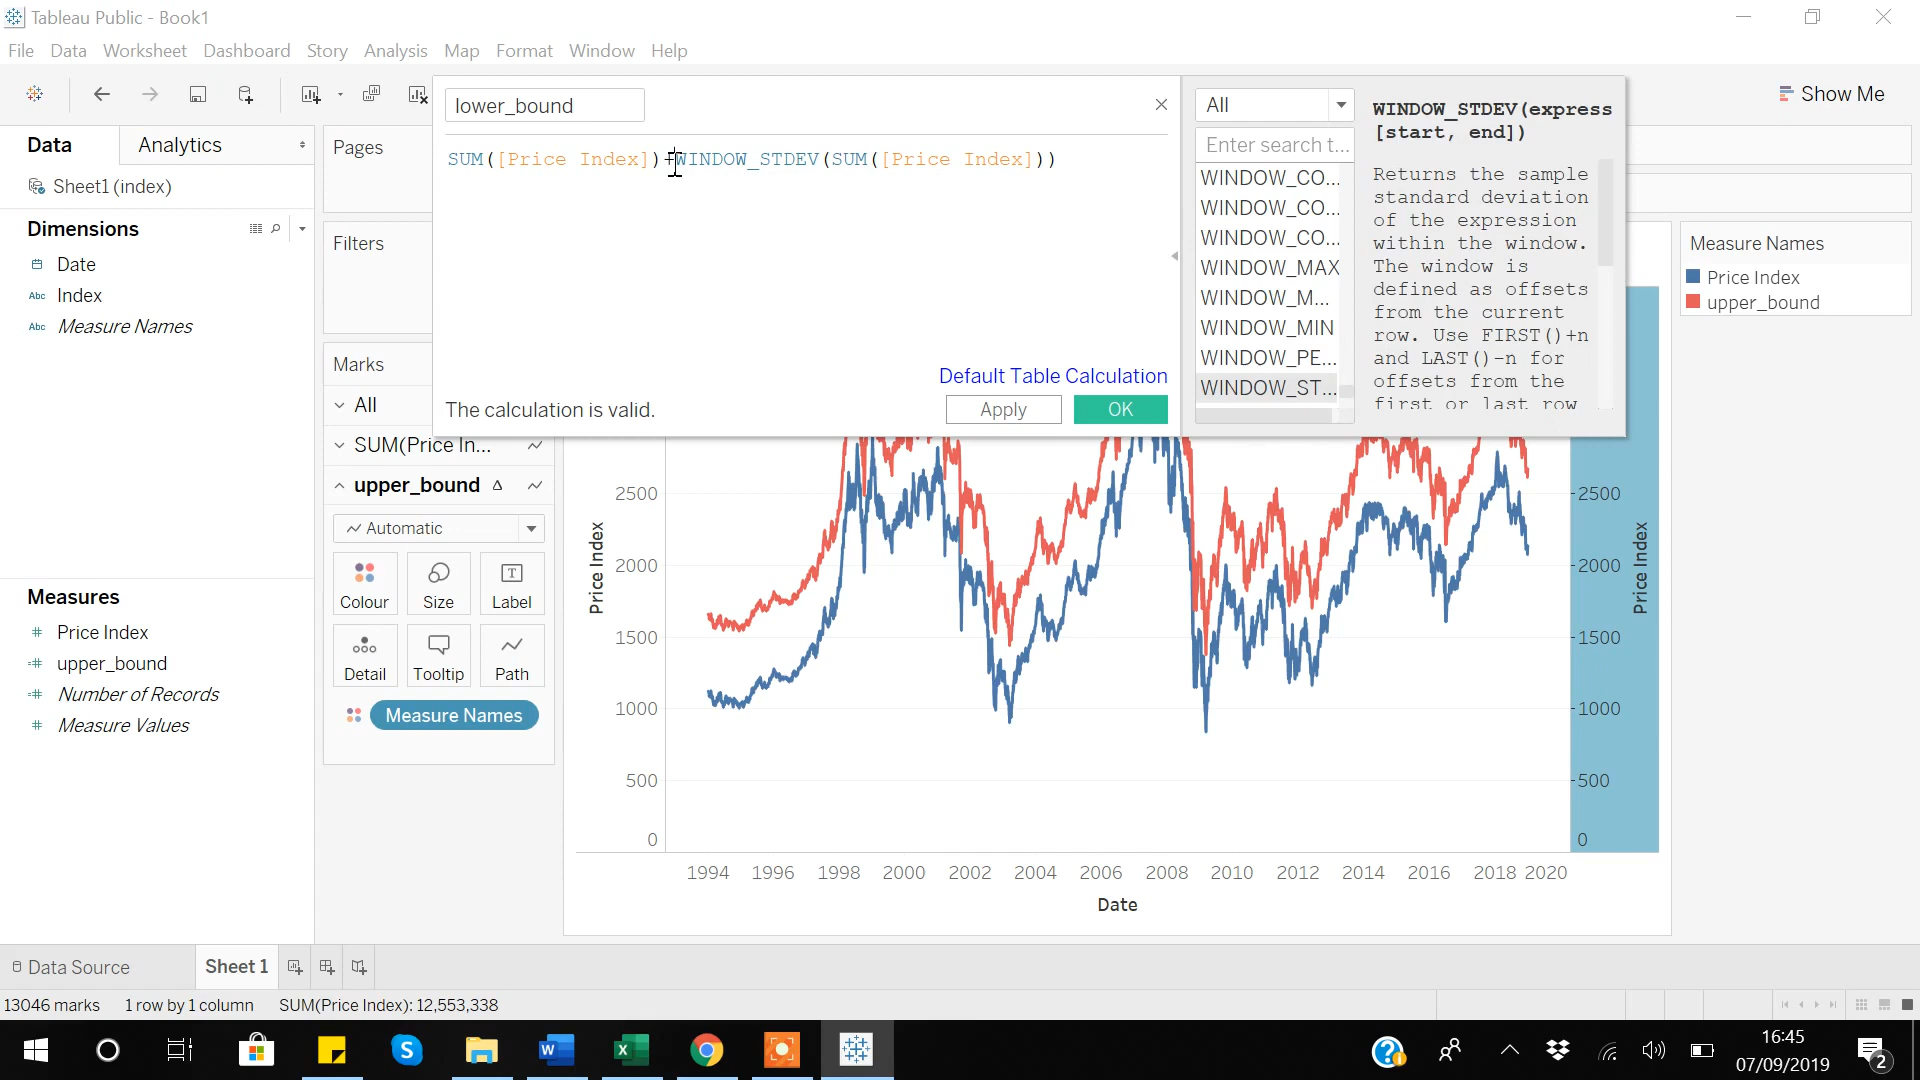 Tableau Public - Book1
File Data Worksheet Dashboard Story Analysis Map Format Window Help
Show Me
Data
Analytics
Sheet1 (index)
Dimensions
Date
Abc Index
Abc Measure Names
Measures
Price Index
upper_bound
Number of Records
Measure Values
Pages
Filters
Marks
All
SUM(Price In...
upper_bound
Automatic
Colour
Size
Label
Detail
Tooltip
Path
Measure Names
lower_bound
SUM([Price Index])+WINDOW_STDEV(SUM([Price Index]))
Default Table Calculation
The calculation is valid.
Apply
OK
All
Enter search t...
WINDOW_CO...
WINDOW_CO...
WINDOW_CO...
WINDOW_MAX
WINDOW_M...
WINDOW_MIN
WINDOW_PE...
WINDOW_ST...
WINDOW_STDEV(express
[start, end])
Returns the sample
standard deviation
of the expression
within the window.
The window is
defined as offsets
from the current
row. Use FIRST()+n
and LAST()-n for
offsets from the
first or last row
Measure Names
Price Index
upper_bound
Price Index
2500
2000
1500
1000
500
0
2500
2000
1500
1000
500
0
Price Index
1994 1996 1998 2000 2002 2004 2006 2008 2010 2012 2014 2016 2018 2020
Date
Data Source
Sheet 1
13046 marks 1 row by 1 column SUM(Price Index): 12,553,338
16:45
07/09/2019
2